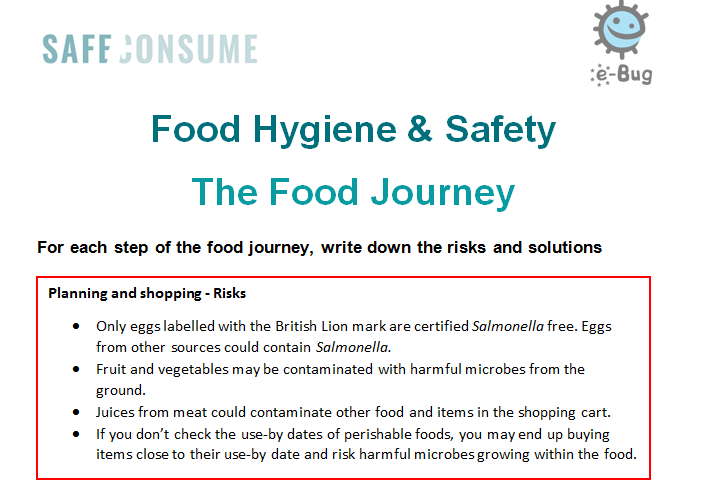 SAFE CONSUME
e-Bug
Food Hygiene & Safety
The Food Journey
For each step of the food journey, write down the risks and solutions
Planning and shopping - Risks
• Only eggs labelled with the British Lion mark are certified Salmonella free. Eggs
from other sources could contain Salmonella.
• Fruit and vegetables may be contaminated with harmful microbes from the
ground.
• Juices from meat could contaminate other food and items in the shopping cart.
• If you don’t check the use-by dates of perishable foods, you may end up buying
items close to their use-by date and risk harmful microbes growing within the food.